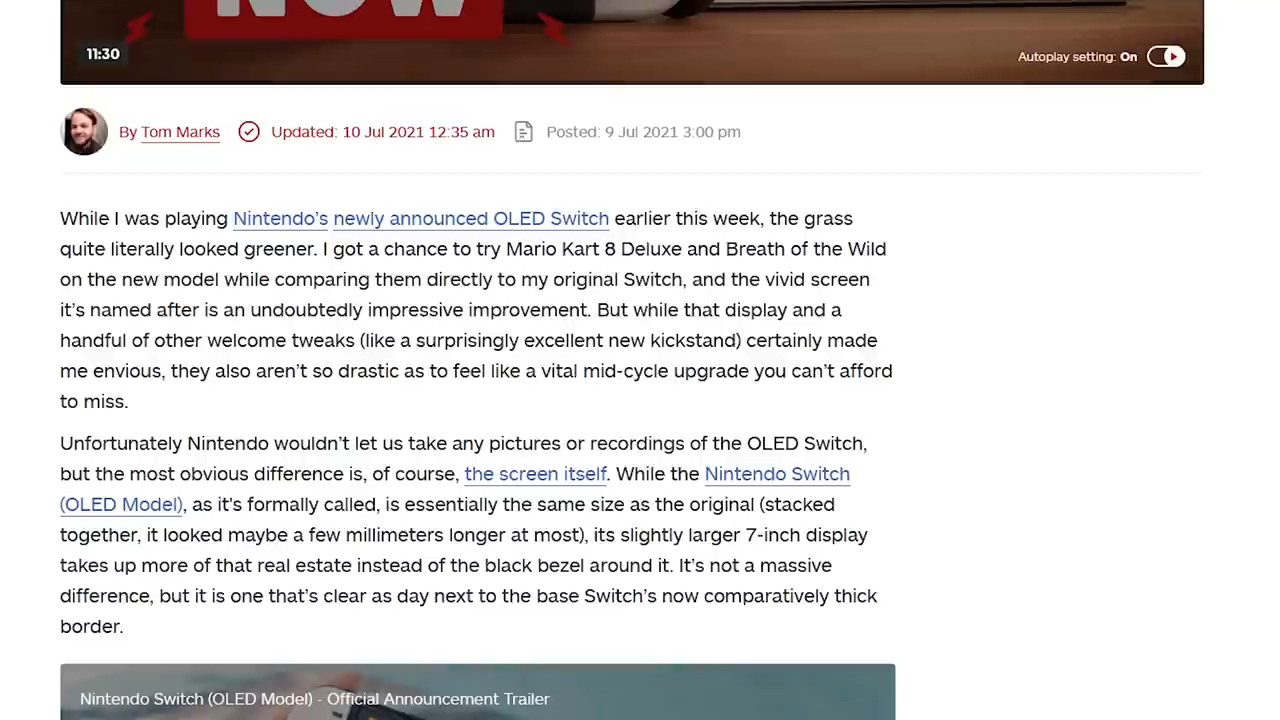 NOW
11:30
Autoplay setting: On
By Tom Marks Updated: 10 Jul 2021 12:35 am Posted: 9 Jul 2021 3:00 pm
While I was playing Nintendo’s newly announced OLED Switch earlier this week, the grass
quite literally looked greener. I got a chance to try Mario Kart 8 Deluxe and Breath of the Wild
on the new model while comparing them directly to my original Switch, and the vivid screen
it’s named after is an undoubtedly impressive improvement. But while that display and a
handful of other welcome tweaks (like a surprisingly excellent new kickstand) certainly made
me envious, they also aren’t so drastic as to feel like a vital mid-cycle upgrade you can’t afford
to miss.
Unfortunately Nintendo wouldn’t let us take any pictures or recordings of the OLED Switch,
but the most obvious difference is, of course, the screen itself. While the Nintendo Switch
(OLED Model), as it's formally called, is essentially the same size as the original (stacked
together, it looked maybe a few millimeters longer at most), its slightly larger 7-inch display
takes up more of that real estate instead of the black bezel around it. It’s not a massive
difference, but it is one that’s clear as day next to the base Switch’s now comparatively thick
border.
Nintendo Switch (OLED Model) - Official Announcement Trailer